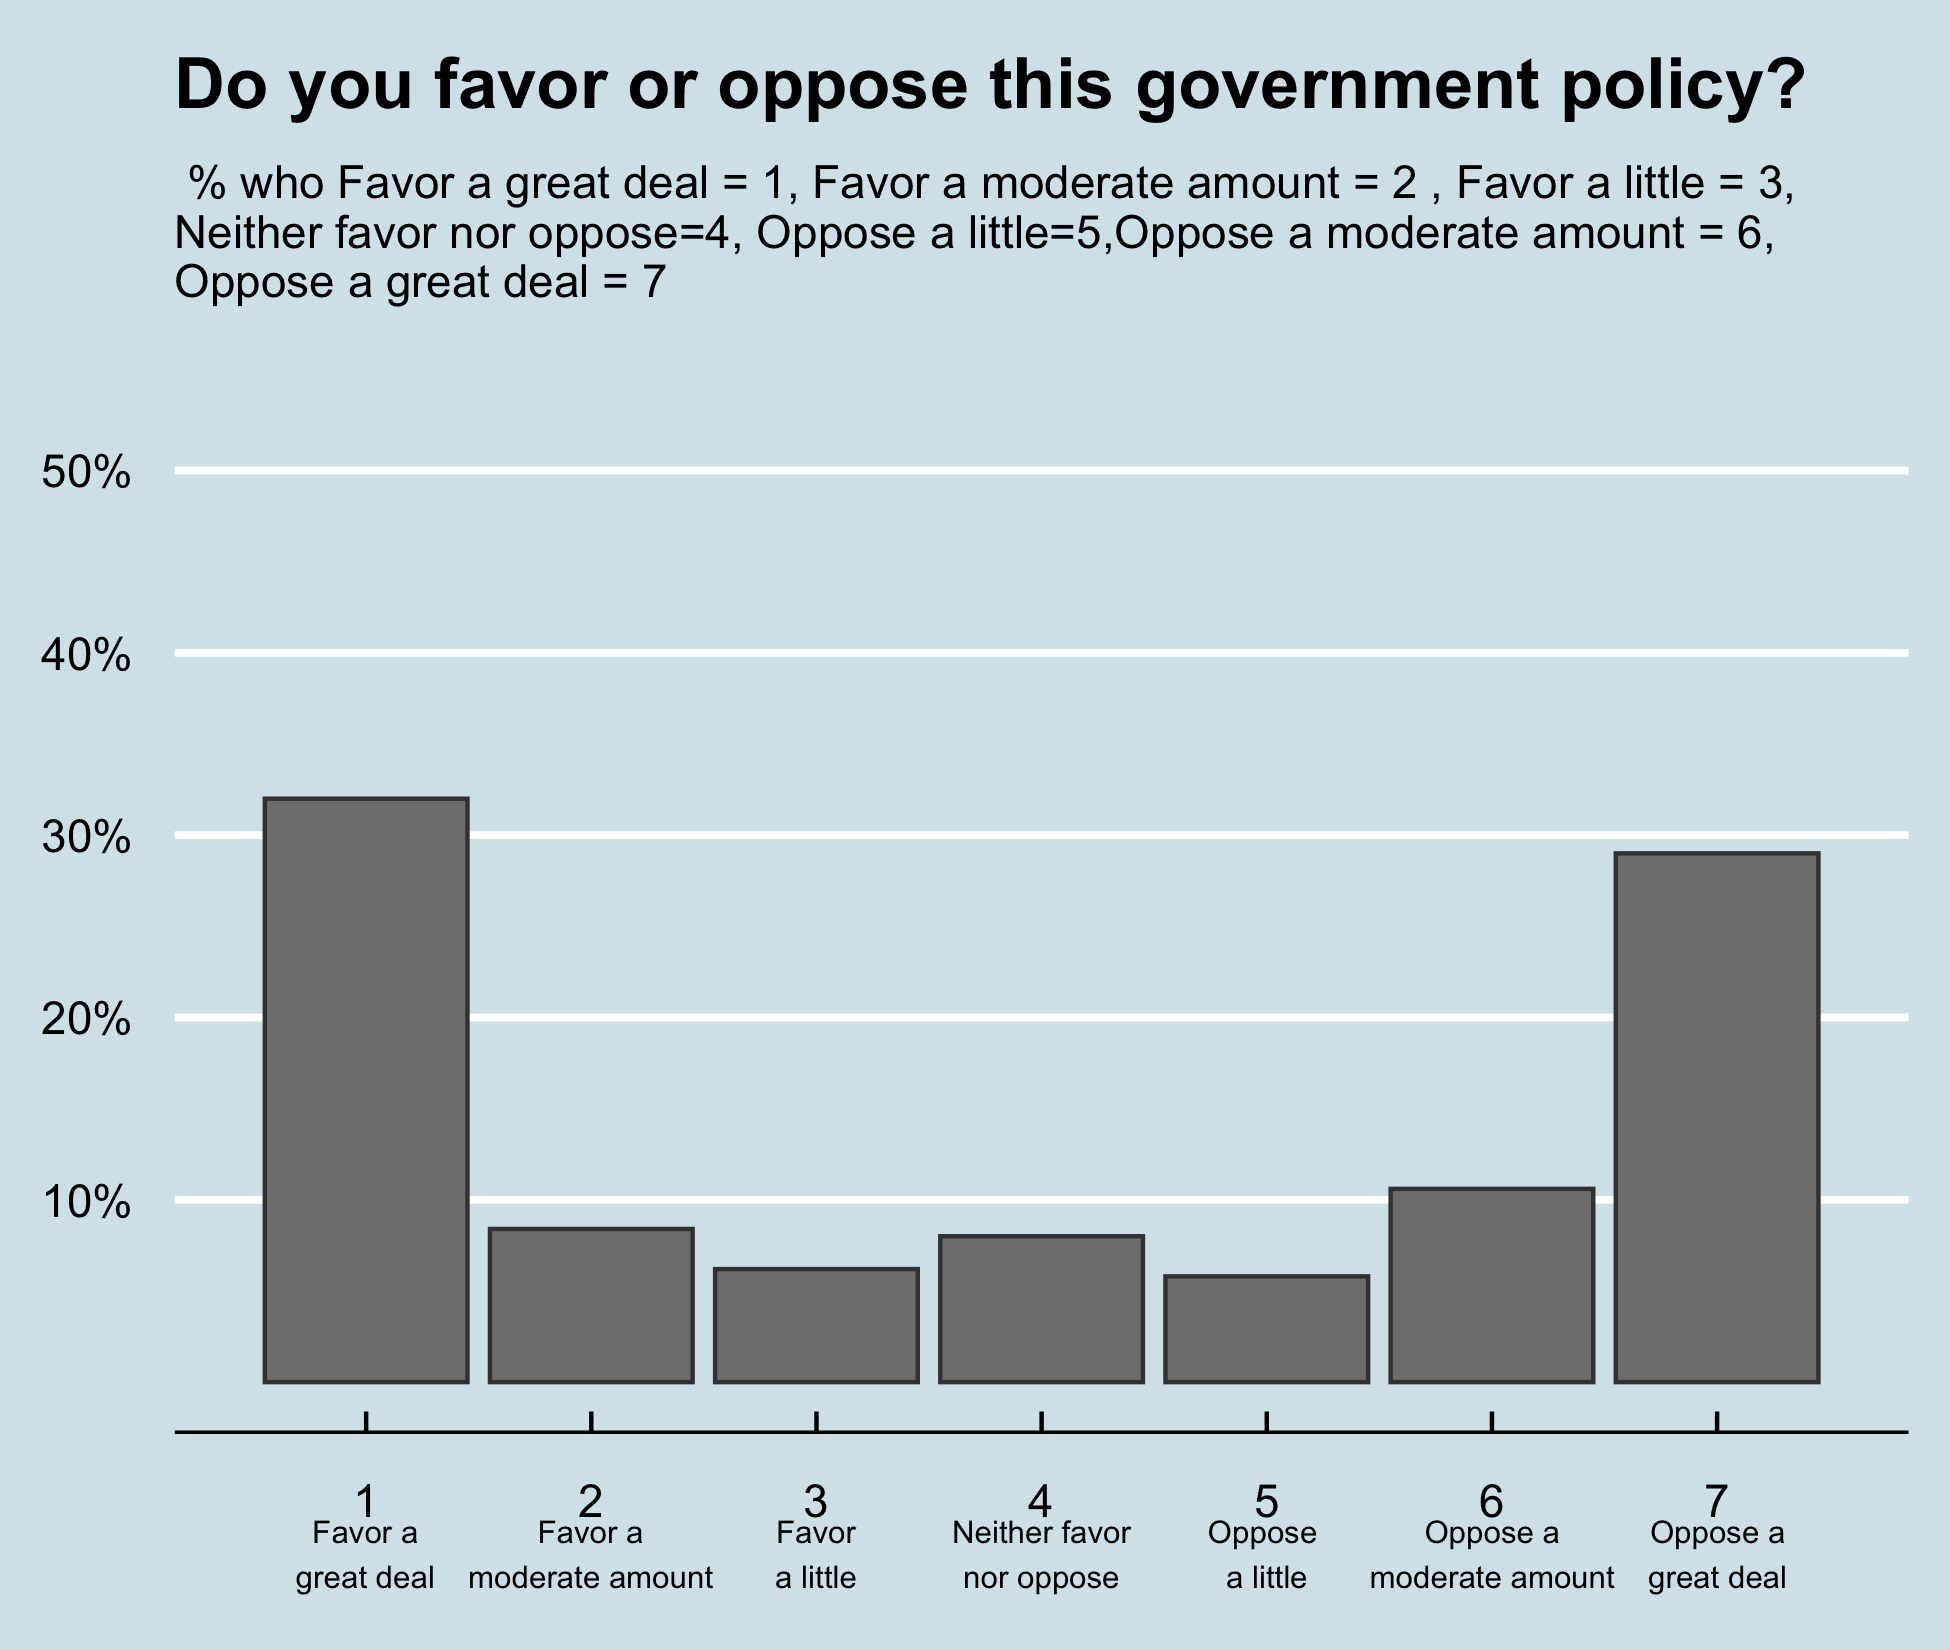 Do you favor or oppose this government policy?
% who Favor a great deal = 1, Favor a moderate amount = 2 , Favor a little = 3,
Neither favor nor oppose=4, Oppose a little=5,Oppose a moderate amount = 6,
Oppose a great deal = 7
50%
40%
30%
20%
10%
1 2 3 4 5 6 7
Favor a Favor a Favor Neither favor Oppose Oppose a Oppose a
great deal moderate amount a little nor oppose a little moderate amount great deal